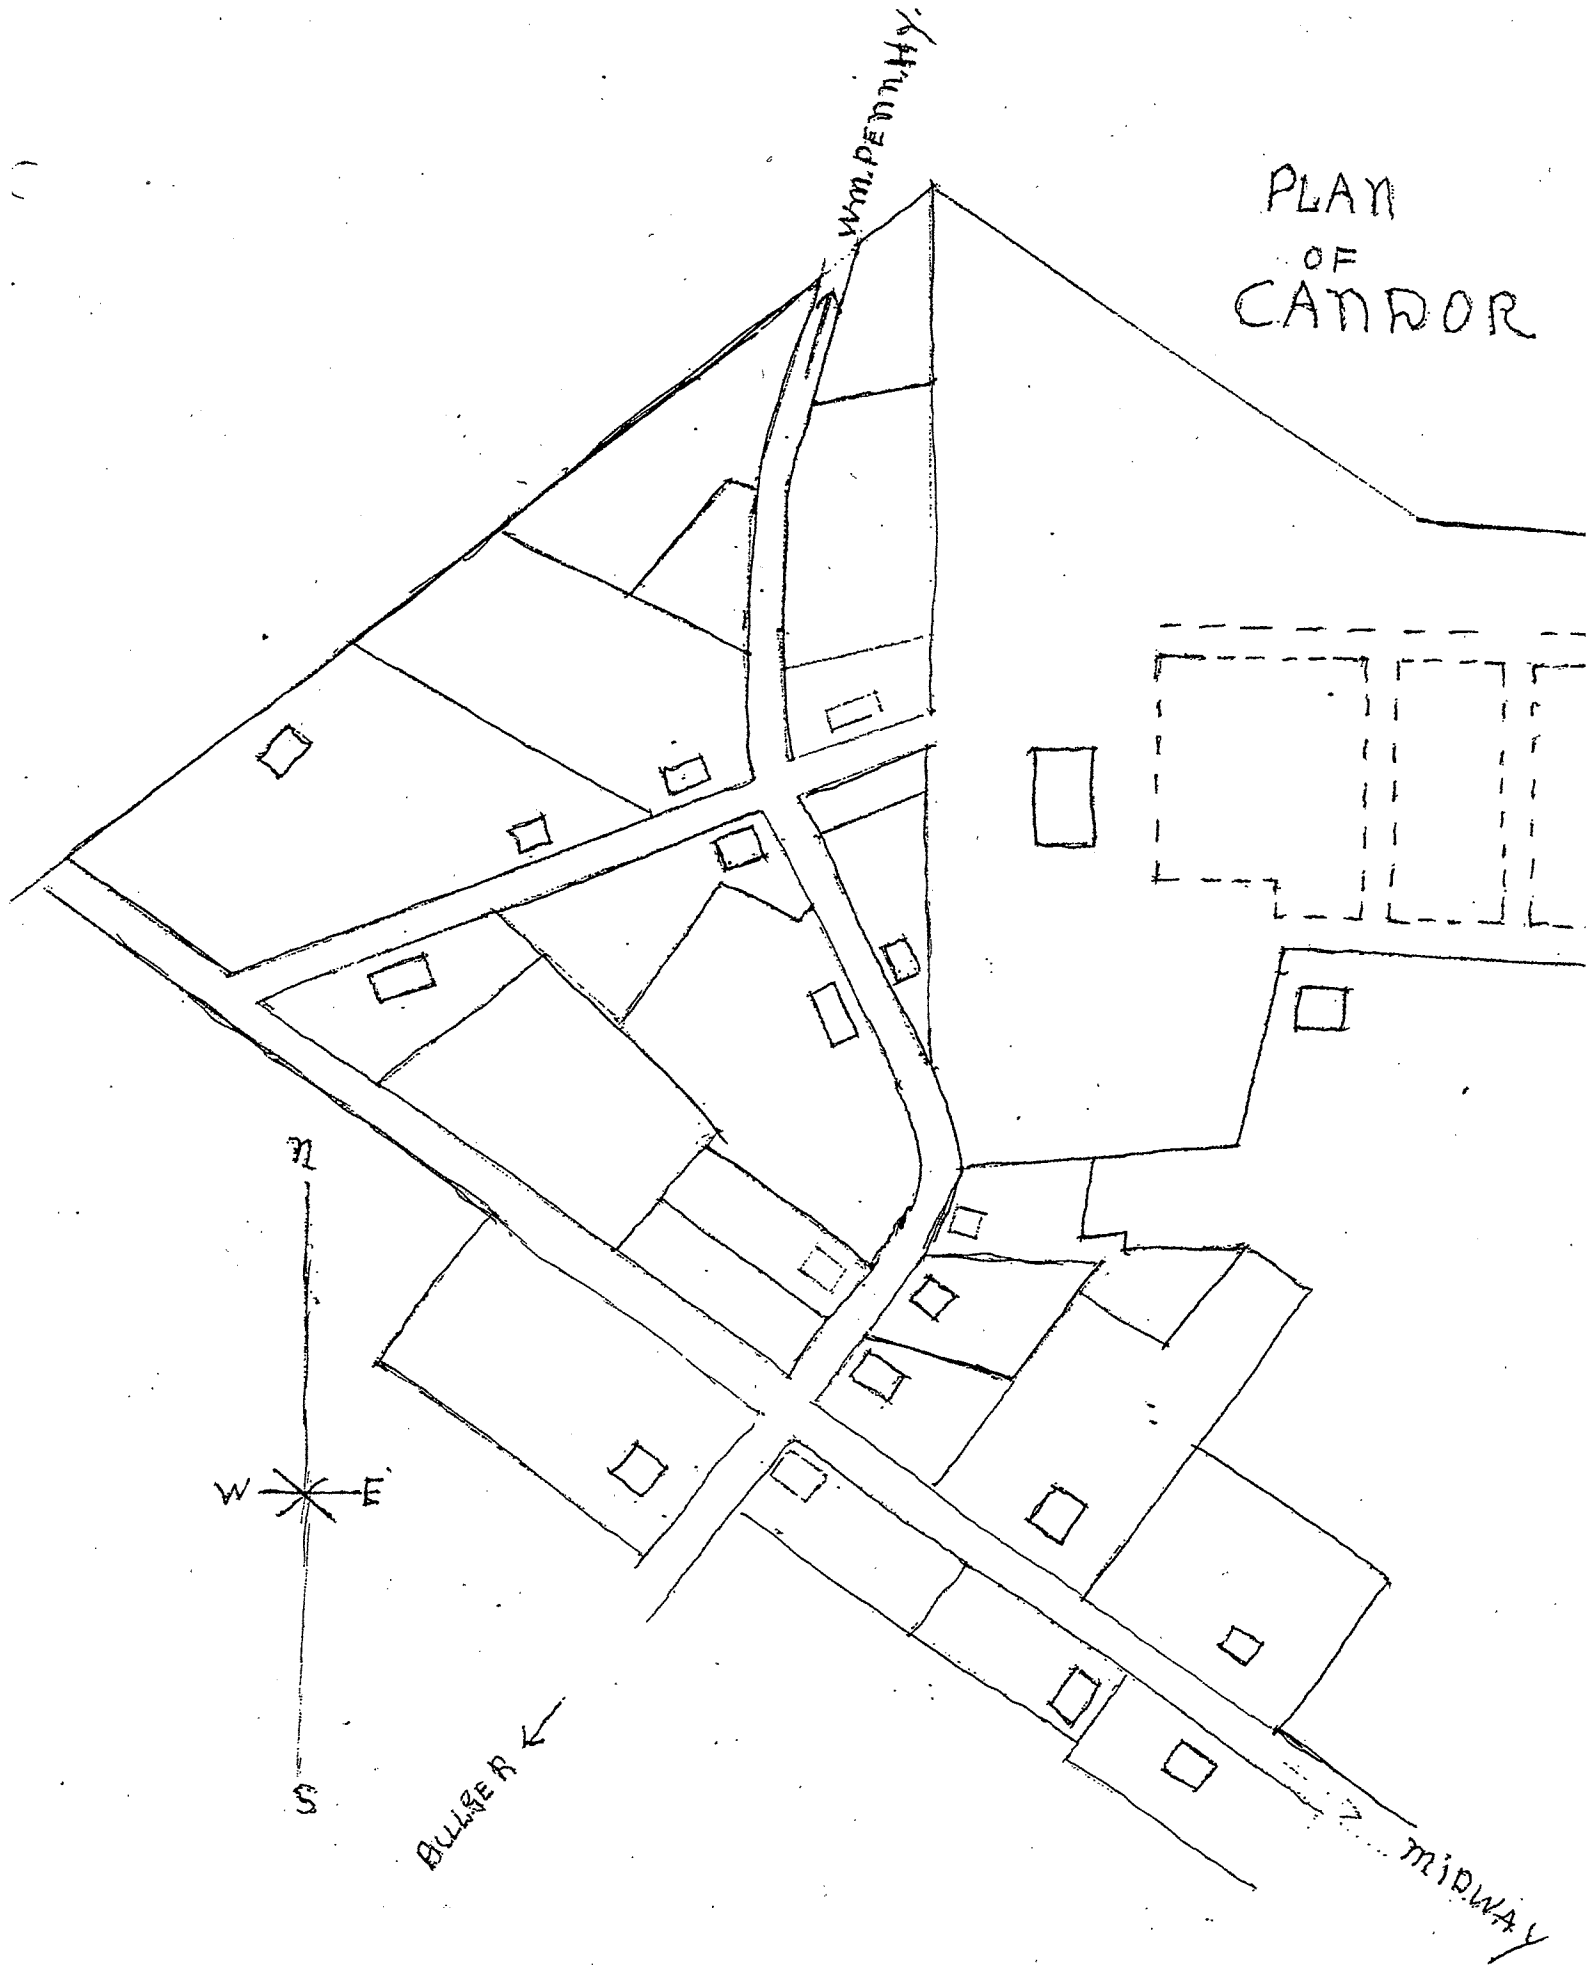 WM. PENN. HY.
PLAN
OF
CANDOR
N
W E
S
BULGER
MIDWAY